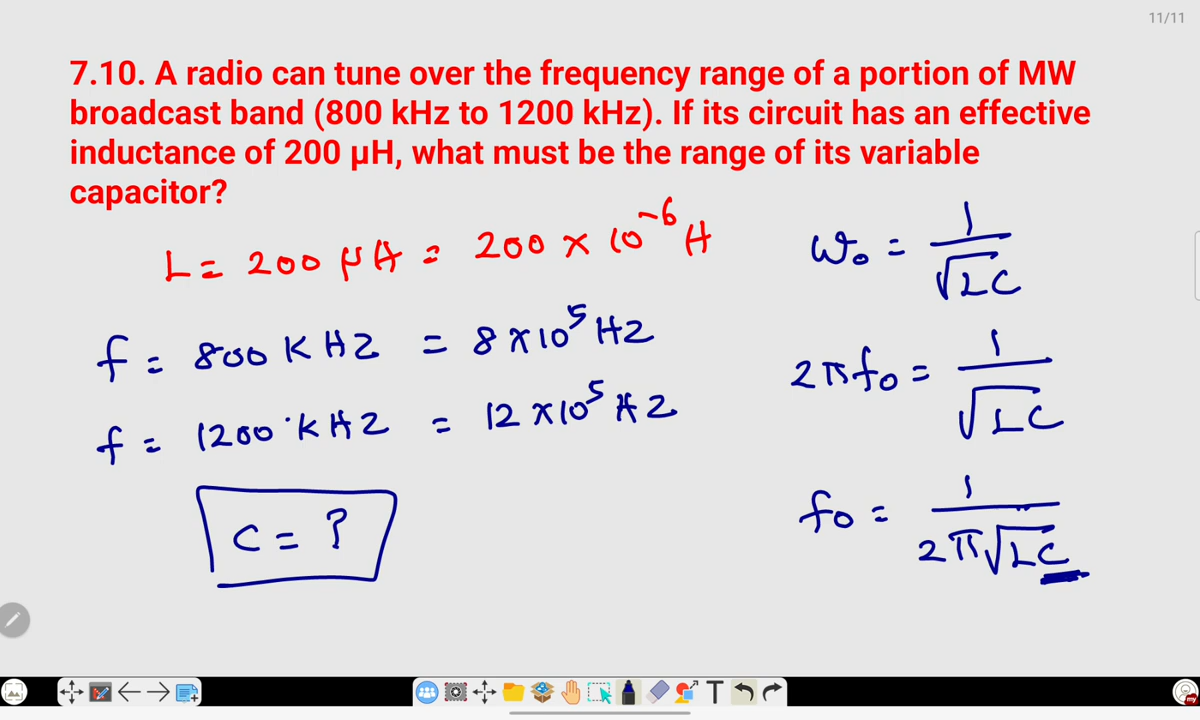 11/11
7.10. A radio can tune over the frequency range of a portion of MW
broadcast band (800 kHz to 1200 kHz). If its circuit has an effective
inductance of 200 µH, what must be the range of its variable
capacitor?
L = 200 µH = 200 × 10^-6 H
f = 800 KHZ = 8 × 10^5 HZ
f = 1200 KHZ = 12 × 10^5 HZ
C = ?
ω₀ = 1/√LC
2πf₀ = 1/√LC
f₀ = 1/2π√LC
T
my